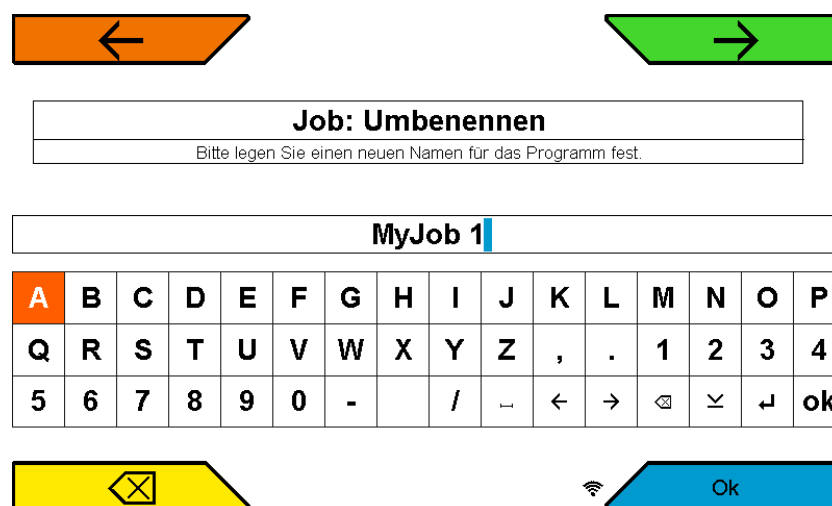 ←
→
Job: Umbenennen
Bitte legen Sie einen neuen Namen für das Programm fest.
MyJob 1
A B C D E F G H I J K L M N O P
Q R S T U V W X Y Z , . 1 2 3 4
5 6 7 8 9 0 - / ⎵ ← → ⌫ ↵ ok
Ok